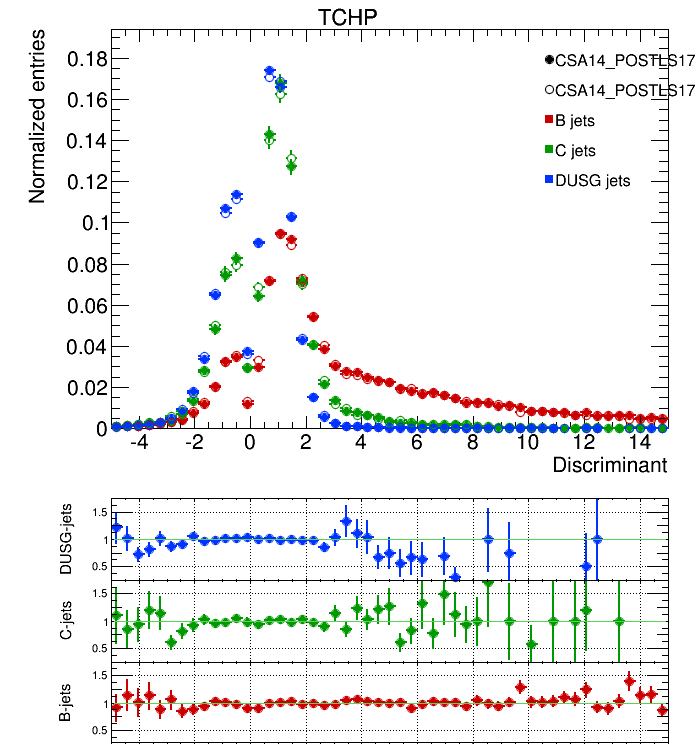 TCHP
Normalized entries
0.18
0.16
0.14
0.12
0.1
0.08
0.06
0.04
0.02
0
CSA14_POSTLS17
CSA14_POSTLS17
B jets
C jets
DUSG jets
-4 -2 0 2 4 6 8 10 12 14
Discriminant
DUSG-jets
1.5
1
0.5
C-jets
1.5
1
0.5
B-jets
1.5
1
0.5